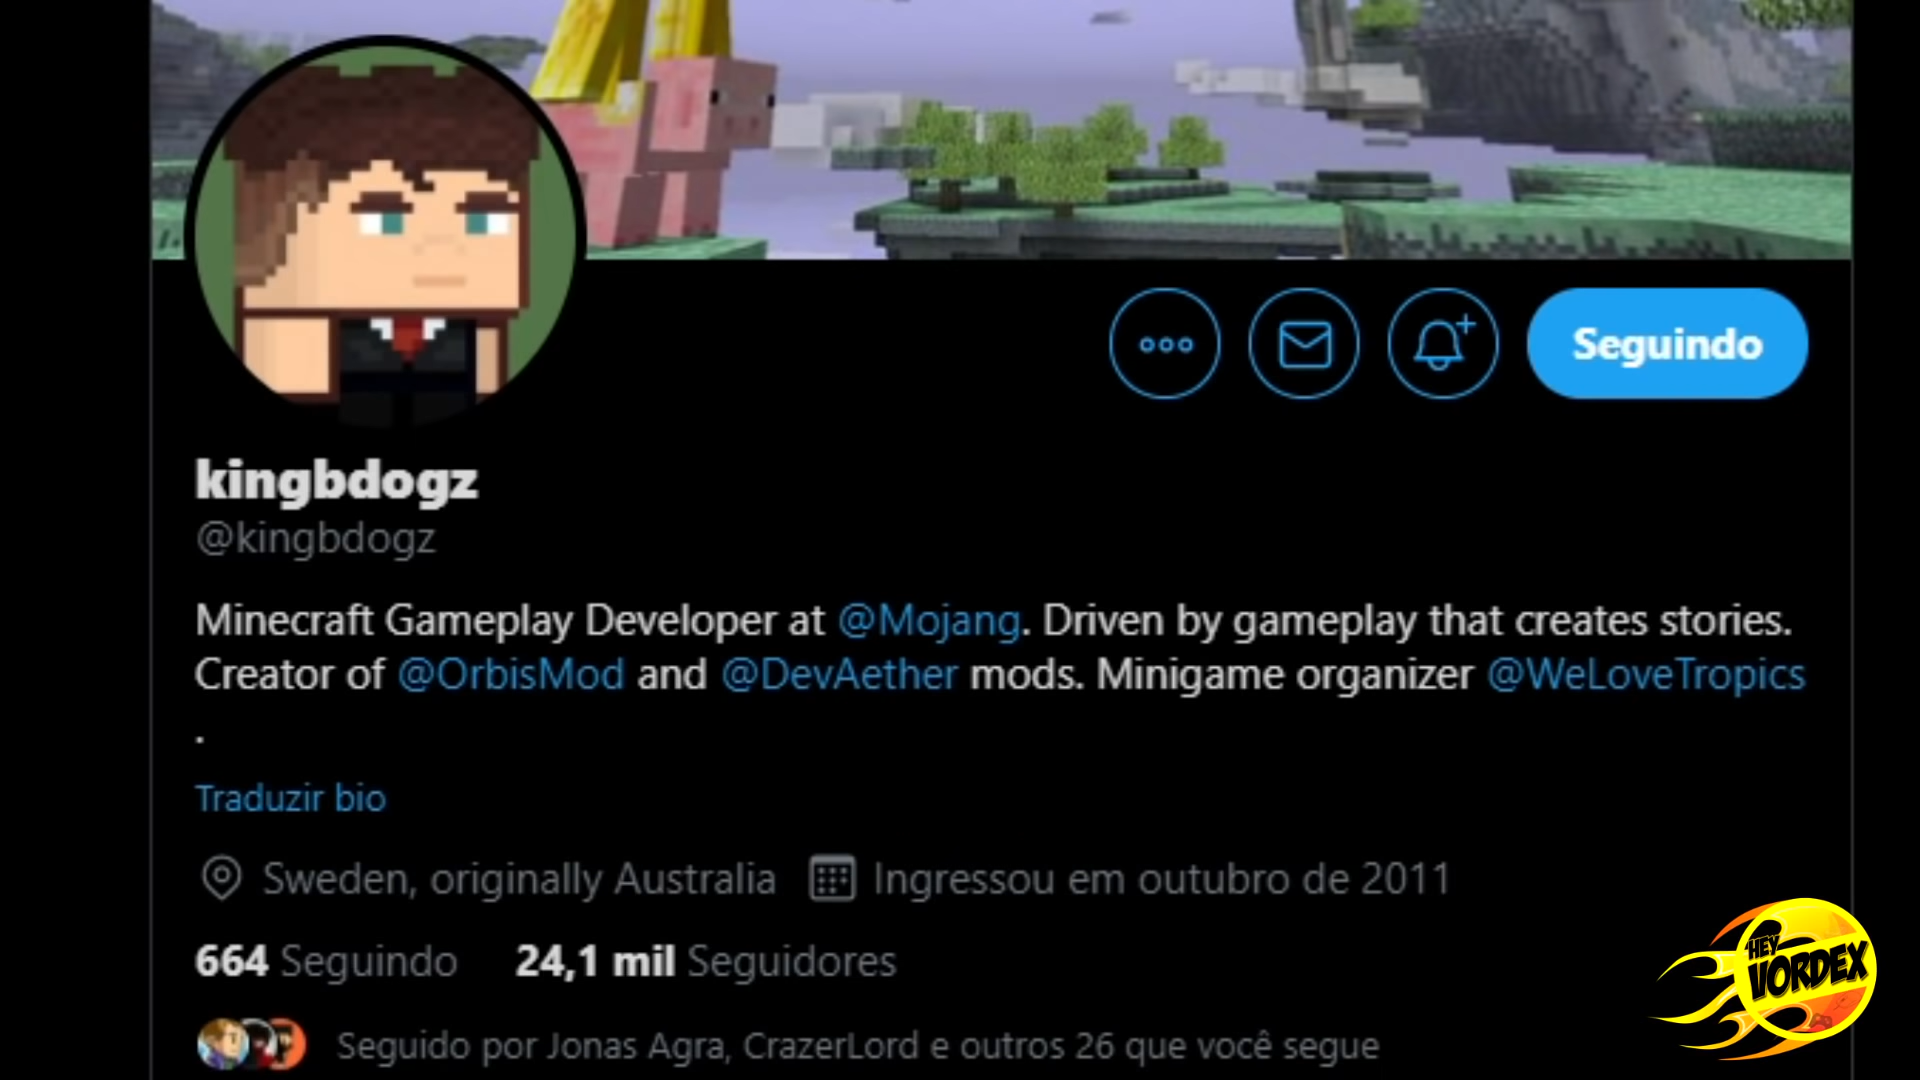 Seguindo
kingbdogz
@kingbdogz
Minecraft Gameplay Developer at @Mojang. Driven by gameplay that creates stories.
Creator of @OrbisMod and @DevAether mods. Minigame organizer @WeLoveTropics
.
Traduzir bio
Sweden, originally Australia Ingressou em outubro de 2011
664 Seguindo 24,1 mil Seguidores
Seguido por Jonas Agra, CrazerLord e outros 26 que você segue
HEY
VORDEX